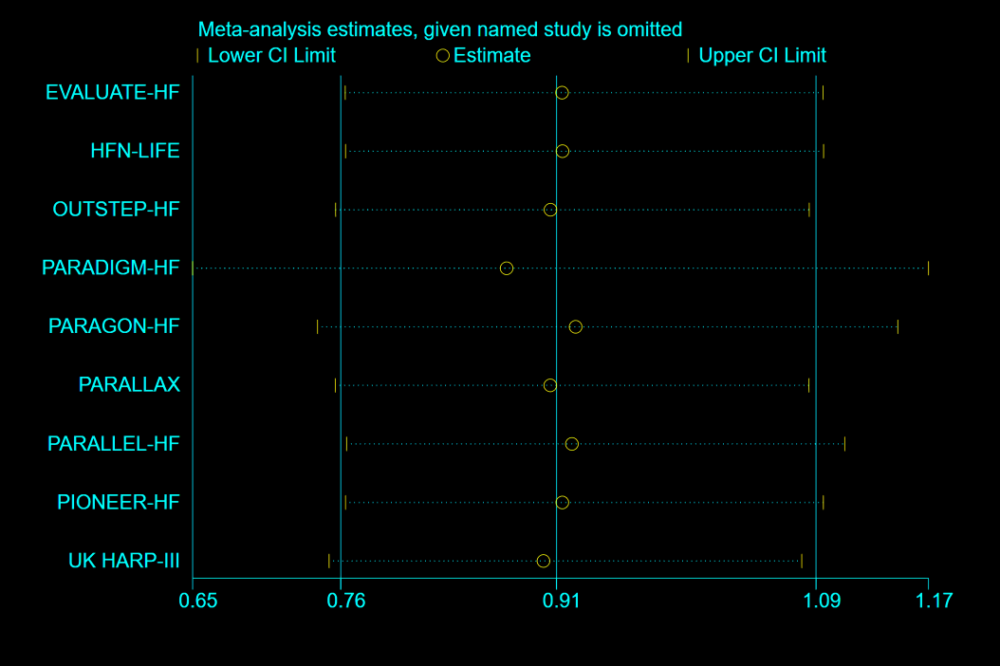 Meta-analysis estimates, given named study is omitted
Lower CI Limit Estimate Upper CI Limit
EVALUATE-HF
HFN-LIFE
OUTSTEP-HF
PARADIGM-HF
PARAGON-HF
PARALLAX
PARALLEL-HF
PIONEER-HF
UK HARP-III
0.65 0.76 0.91 1.09 1.17